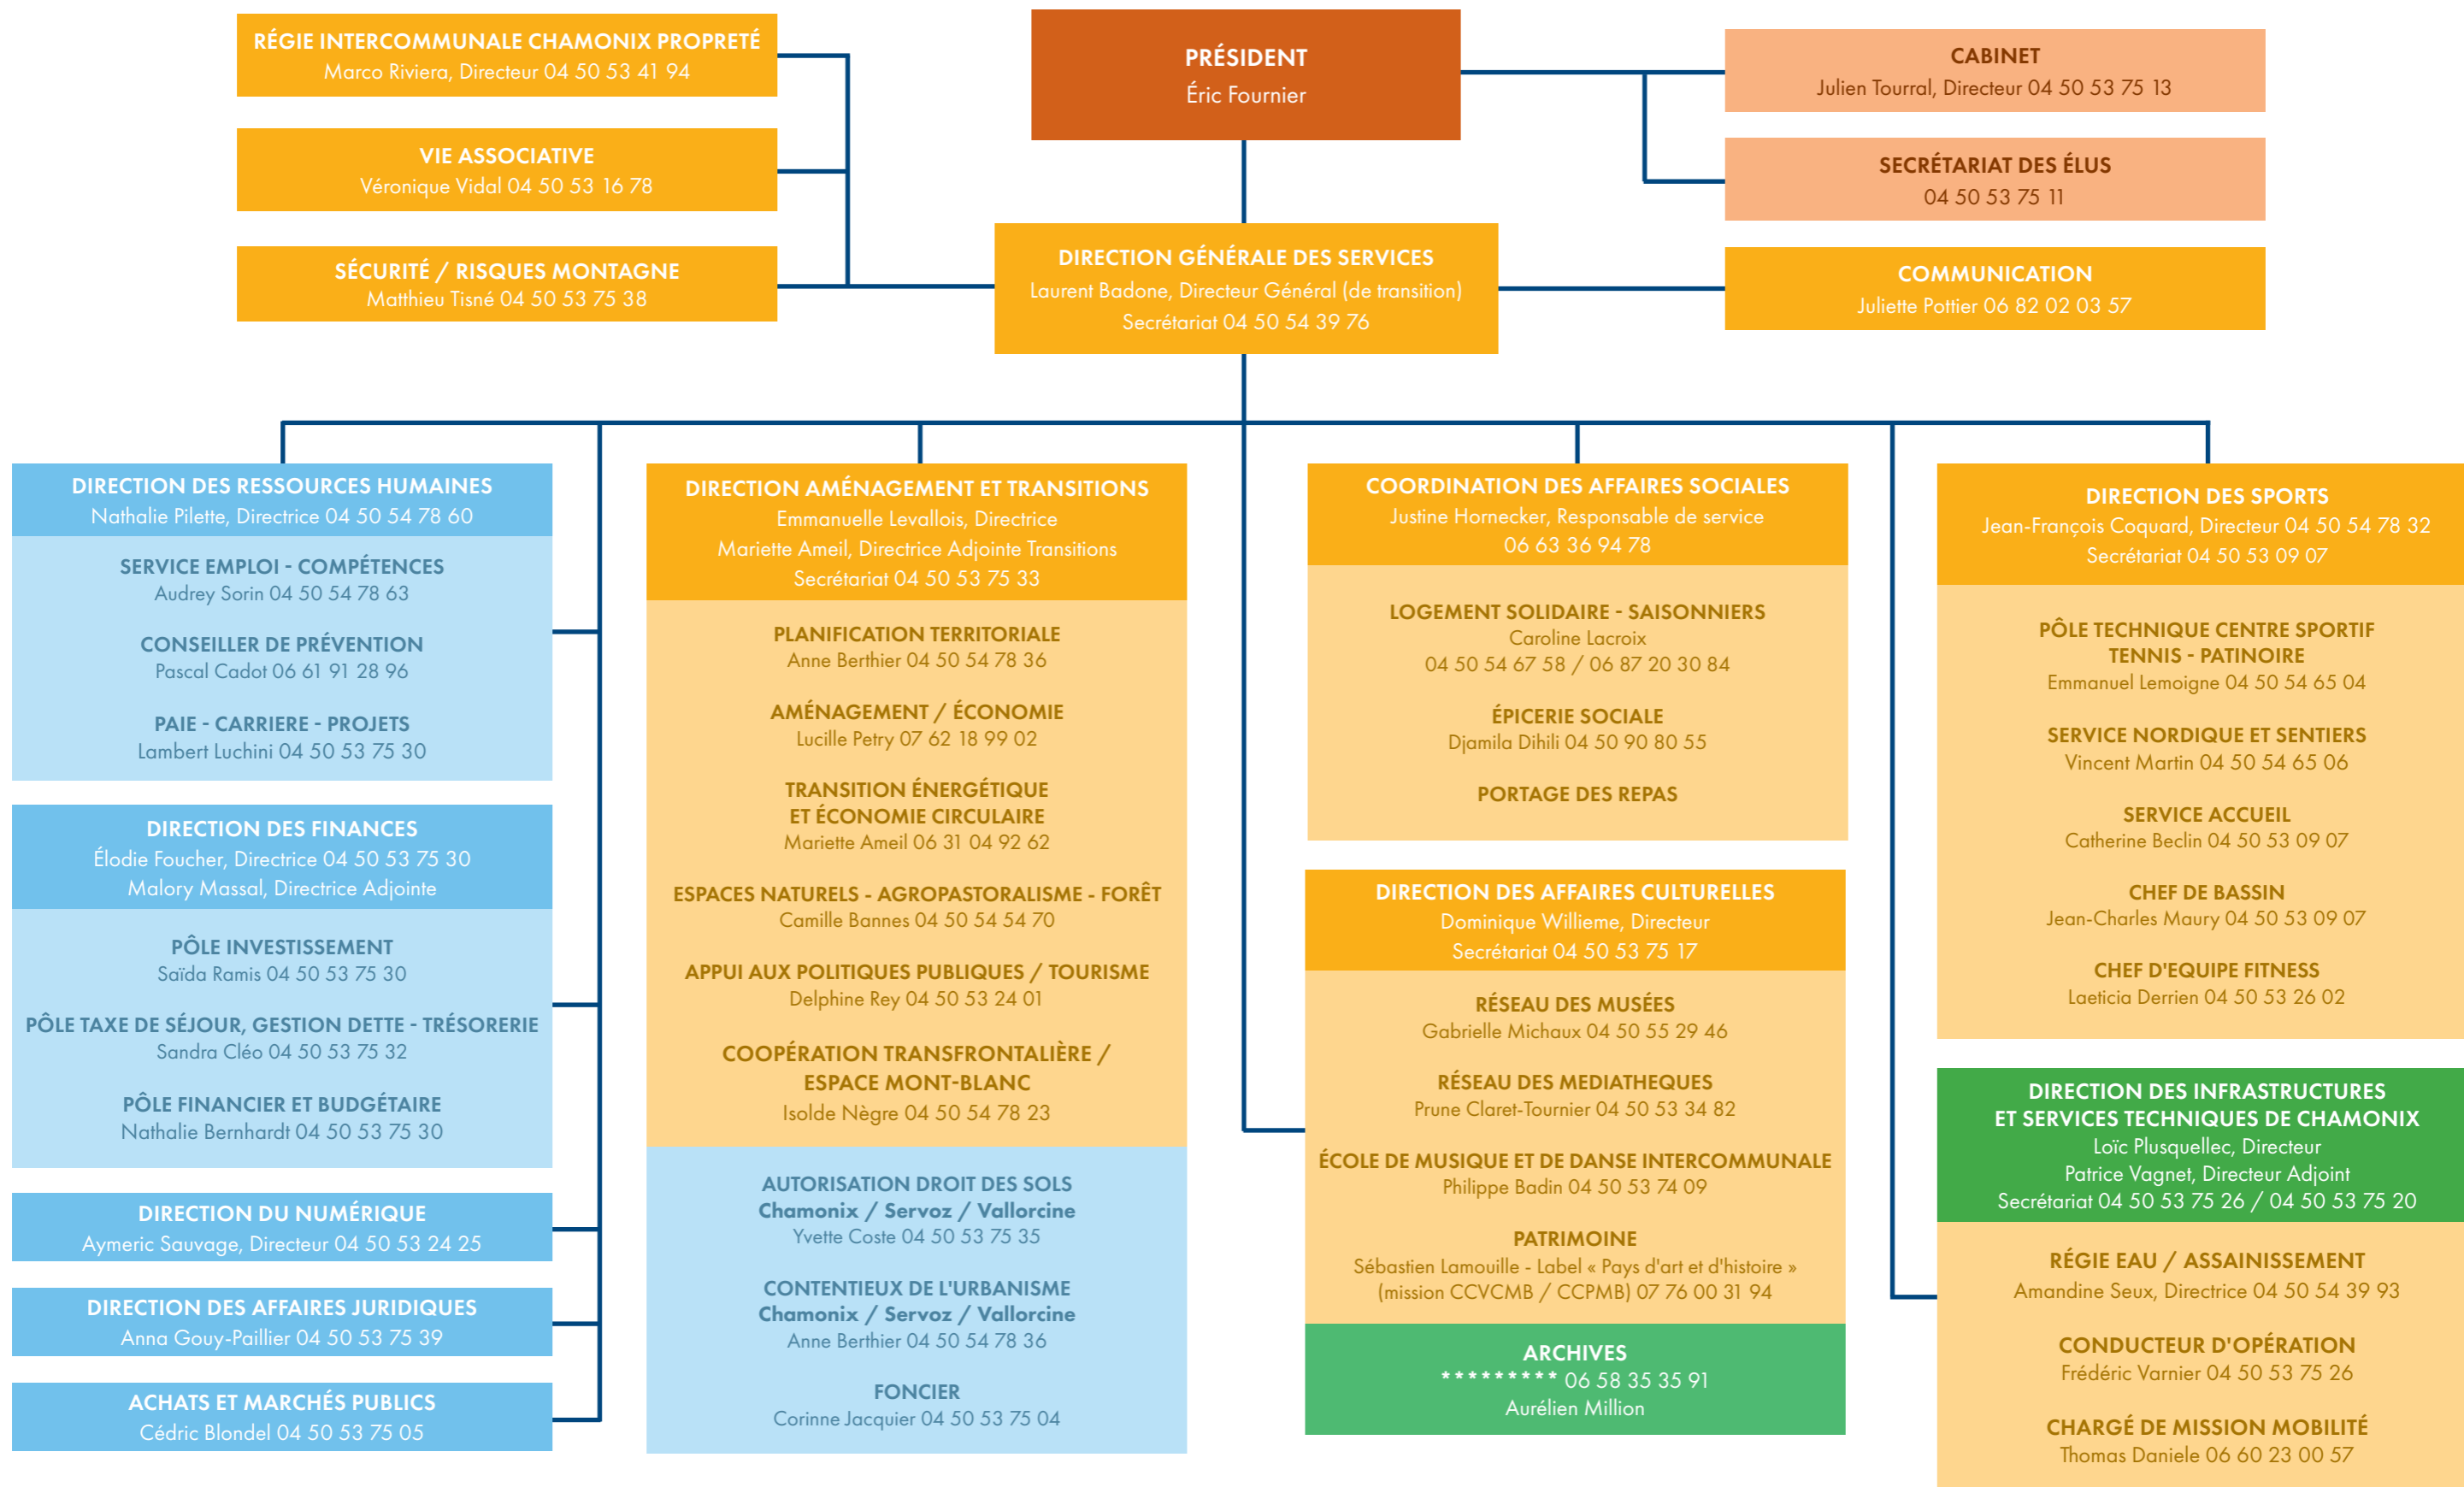 RÉGIE INTERCOMMUNALE CHAMONIX PROPRETÉ
Marco Riviera, Directeur 04 50 53 41 94
VIE ASSOCIATIVE
Véronique Vidal 04 50 53 16 78
SÉCURITÉ / RISQUES MONTAGNE
Matthieu Tisné 04 50 53 75 38
PRÉSIDENT
Éric Fournier
DIRECTION GÉNÉRALE DES SERVICES
Laurent Badone, Directeur Général (de transition)
Secrétariat 04 50 54 39 76
CABINET
Julien Tourral, Directeur 04 50 53 75 13
SECRÉTARIAT DES ÉLUS
04 50 53 75 11
COMMUNICATION
Juliette Pottier 06 82 02 03 57
DIRECTION DES RESSOURCES HUMAINES
Nathalie Pilette, Directrice 04 50 54 78 60
SERVICE EMPLOI - COMPÉTENCES
Audrey Sorin 04 50 54 78 63
CONSEILLER DE PRÉVENTION
Pascal Cadot 06 61 91 28 96
PAIE - CARRIERE - PROJETS
Lambert Luchini 04 50 53 75 30
DIRECTION DES FINANCES
Élodie Foucher, Directrice 04 50 53 75 30
Malory Massal, Directrice Adjointe
PÔLE INVESTISSEMENT
Saïda Ramis 04 50 53 75 30
PÔLE TAXE DE SÉJOUR, GESTION DETTE - TRÉSORERIE
Sandra Cléo 04 50 53 75 32
PÔLE FINANCIER ET BUDGÉTAIRE
Nathalie Bernhardt 04 50 53 75 30
DIRECTION DU NUMÉRIQUE
Aymeric Sauvage, Directeur 04 50 53 24 25
DIRECTION DES AFFAIRES JURIDIQUES
Anna Gouy-Paillier 04 50 53 75 39
ACHATS ET MARCHÉS PUBLICS
Cédric Blondel 04 50 53 75 05
DIRECTION AMÉNAGEMENT ET TRANSITIONS
Emmanuelle Levallois, Directrice
Mariette Ameil, Directrice Adjointe Transitions
Secrétariat 04 50 53 75 33
PLANIFICATION TERRITORIALE
Anne Berthier 04 50 54 78 36
AMÉNAGEMENT / ÉCONOMIE
Lucille Petry 07 62 18 99 02
TRANSITION ÉNERGÉTIQUE
ET ÉCONOMIE CIRCULAIRE
Mariette Ameil 06 31 04 92 62
ESPACES NATURELS - AGROPASTORALISME - FORÊT
Camille Bannes 04 50 54 54 70
APPUI AUX POLITIQUES PUBLIQUES / TOURISME
Delphine Rey 04 50 53 24 01
COOPÉRATION TRANSFRONTALIÈRE /
ESPACE MONT-BLANC
Isolde Nègre 04 50 54 78 23
AUTORISATION DROIT DES SOLS
Chamonix / Servoz / Vallorcine
Yvette Coste 04 50 53 75 35
CONTENTIEUX DE L'URBANISME
Chamonix / Servoz / Vallorcine
Anne Berthier 04 50 54 78 36
FONCIER
Corinne Jacquier 04 50 53 75 04
COORDINATION DES AFFAIRES SOCIALES
Justine Hornecker, Responsable de service
06 63 36 94 78
LOGEMENT SOLIDAIRE - SAISONNIERS
Caroline Lacroix
04 50 54 67 58 / 06 87 20 30 84
ÉPICERIE SOCIALE
Djamila Dihili 04 50 90 80 55
PORTAGE DES REPAS
DIRECTION DES AFFAIRES CULTURELLES
Dominique Willieme, Directeur
Secrétariat 04 50 53 75 17
RÉSEAU DES MUSÉES
Gabrielle Michaux 04 50 55 29 46
RÉSEAU DES MEDIATHEQUES
Prune Claret-Tournier 04 50 53 34 82
ÉCOLE DE MUSIQUE ET DE DANSE INTERCOMMUNALE
Philippe Badin 04 50 53 74 09
PATRIMOINE
Sébastien Lamouille - Label « Pays d'art et d'histoire »
(mission CCVCMB / CCPMB) 07 76 00 31 94
ARCHIVES
********* 06 58 35 35 91
Aurélien Million
DIRECTION DES SPORTS
Jean-François Coquard, Directeur 04 50 54 78 32
Secrétariat 04 50 53 09 07
PÔLE TECHNIQUE CENTRE SPORTIF
TENNIS - PATINOIRE
Emmanuel Lemoigne 04 50 54 65 04
SERVICE NORDIQUE ET SENTIERS
Vincent Martin 04 50 54 65 06
SERVICE ACCUEIL
Catherine Beclin 04 50 53 09 07
CHEF DE BASSIN
Jean-Charles Maury 04 50 53 09 07
CHEF D'EQUIPE FITNESS
Laeticia Derrien 04 50 53 26 02
DIRECTION DES INFRASTRUCTURES
ET SERVICES TECHNIQUES DE CHAMONIX
Loïc Plusquellec, Directeur
Patrice Vagnet, Directeur Adjoint
Secrétariat 04 50 53 75 26 / 04 50 53 75 20
RÉGIE EAU / ASSAINISSEMENT
Amandine Seux, Directrice 04 50 54 39 93
CONDUCTEUR D'OPÉRATION
Frédéric Varnier 04 50 53 75 26
CHARGÉ DE MISSION MOBILITÉ
Thomas Daniele 06 60 23 00 57